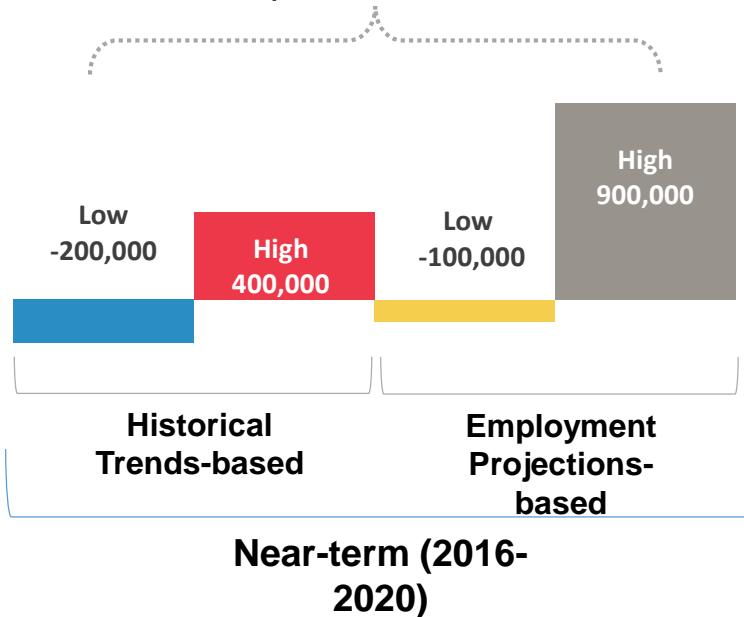 Low
-200,000
High
400,000
Low
-100,000
High
900,000
Historical
Trends-based
Employment
Projections-
based
Near-term (2016-
2020)